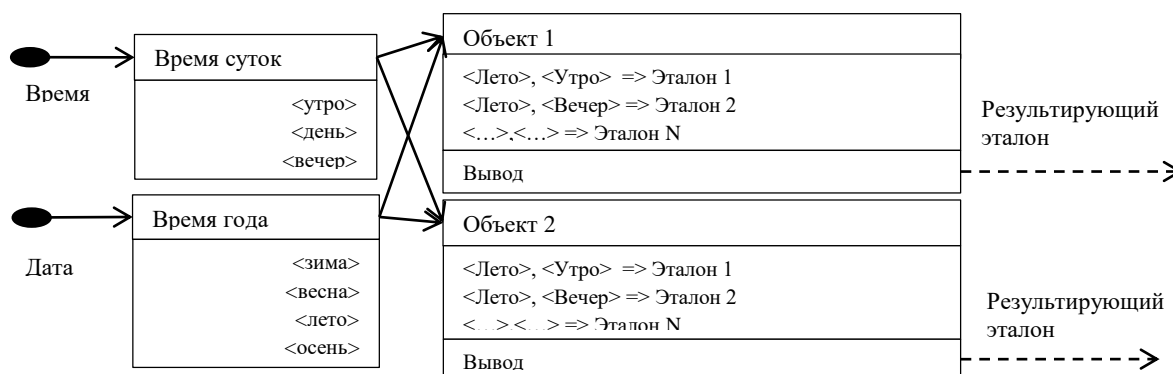 Время
Время суток
<утро>
<день>
<вечер>
Объект 1
<Лето>, <Утро> => Эталон 1
<Лето>, <Вечер> => Эталон 2
<…>,<…> => Эталон N
Вывод
Результирующий
эталон
Дата
Время года
<зима>
<весна>
<лето>
<осень>
Объект 2
<Лето>, <Утро>  => Эталон 1
<Лето>, <Вечер> => Эталон 2
<…>,<…> => Эталон N
Вывод
Результирующий
эталон